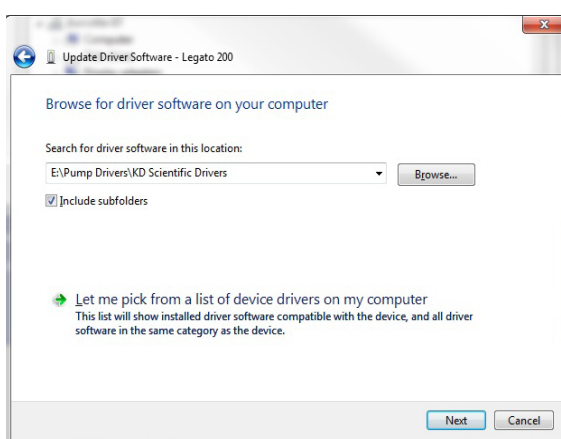 Update Driver Software - Legato 200
Browse for driver software on your computer
Search for driver software in this location:
E:\Pump Drivers\KD Scientific Drivers
Browse...
Include subfolders
Let me pick from a list of device drivers on my computer
This list will show installed driver software compatible with the device, and all driver
software in the same category as the device.
Next
Cancel